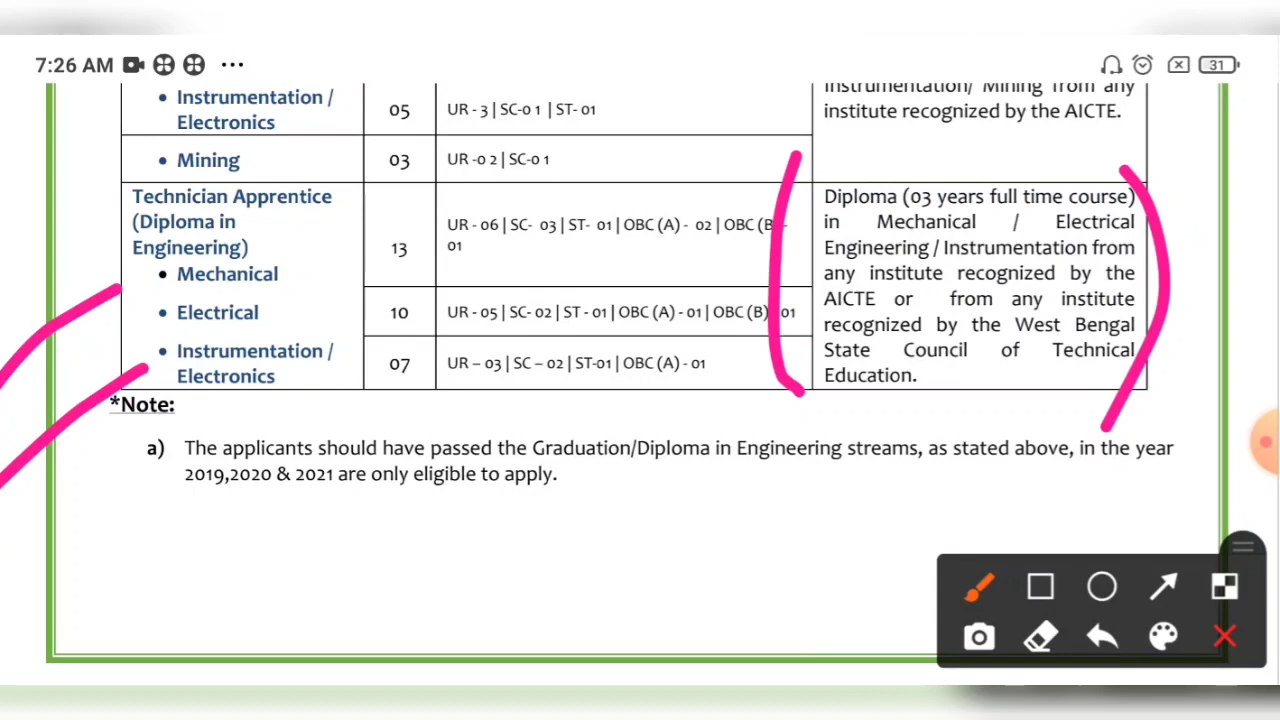 7:26 AM ...
31
• Instrumentation /
Electronics
05
UR - 3 | SC-0 1 | ST- 01
Instrumentation/ Mining from any
institute recognized by the AICTE.
• Mining
03
UR -0 2 | SC-0 1
Technician Apprentice
(Diploma in
Engineering)
• Mechanical
13
UR - 06 | SC- 03 | ST- 01 | OBC (A) - 02 | OBC (B) -
01
• Electrical
10
UR - 05 | SC- 02 | ST - 01 | OBC (A) - 01 | OBC (B) - 01
• Instrumentation /
Electronics
07
UR – 03 | SC – 02 | ST-01 | OBC (A) - 01
Diploma (03 years full time course)
in Mechanical / Electrical
Engineering / Instrumentation from
any institute recognized by the
AICTE or from any institute
recognized by the West Bengal
State Council of Technical
Education.
*Note:
a) The applicants should have passed the Graduation/Diploma in Engineering streams, as stated above, in the year
2019,2020 & 2021 are only eligible to apply.